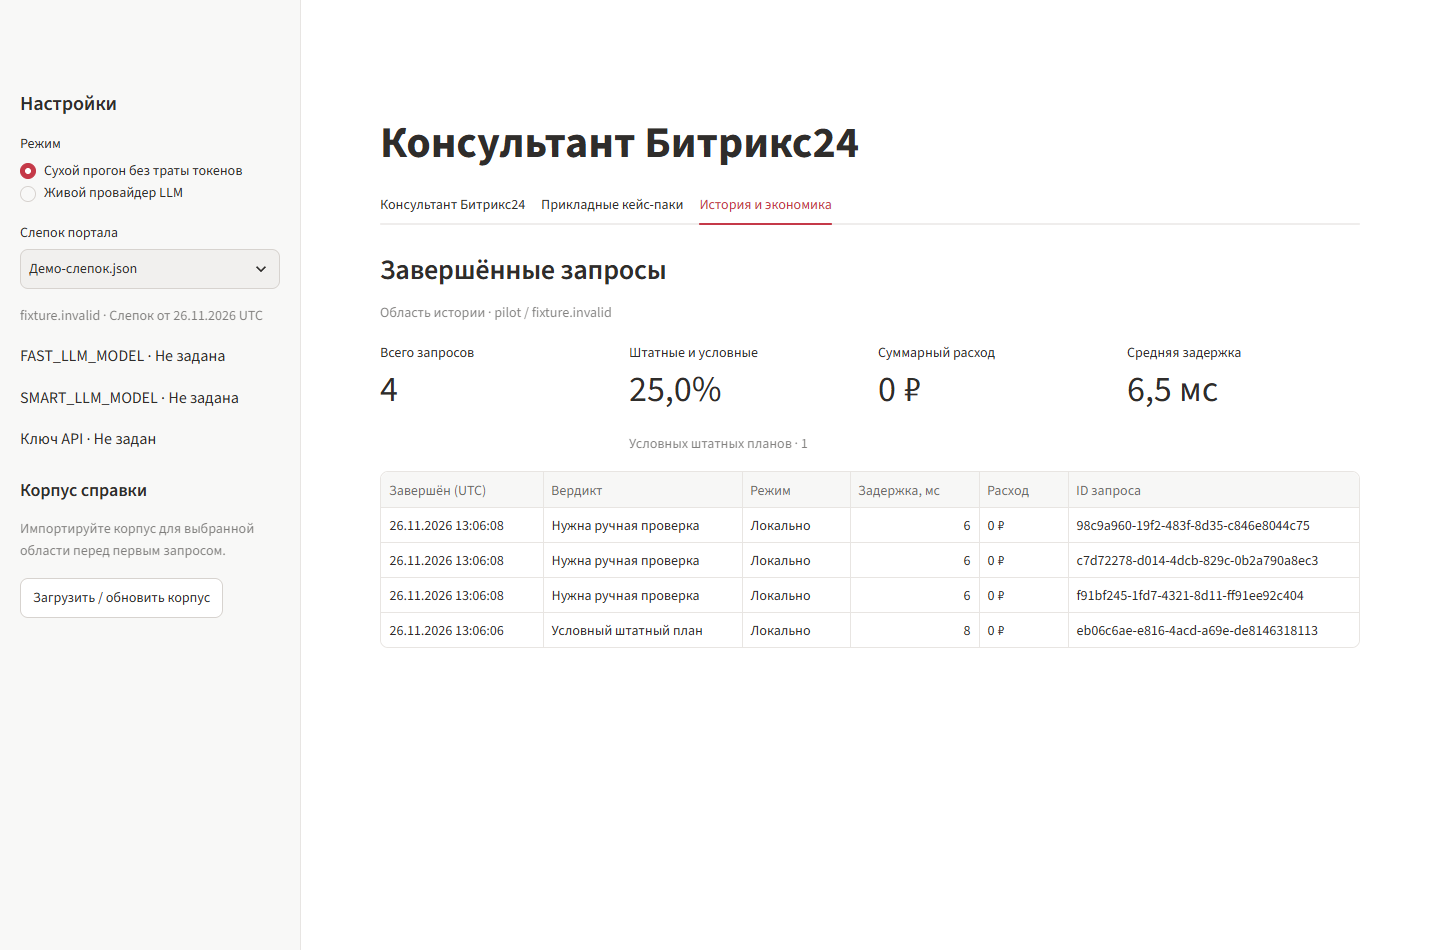 Настройки
Режим
Сухой прогон без траты токенов
Живой провайдер LLM
Слепок портала
Демо-слепок.json
fixture.invalid · Слепок от 26.11.2026 UTC
FAST_LLM_MODEL · Не задана
SMART_LLM_MODEL · Не задана
Ключ API · Не задан
Корпус справки
Импортируйте корпус для выбранной
области перед первым запросом.
Загрузить / обновить корпус
Консультант Битрикс24
Консультант Битрикс24 Прикладные кейс-паки История и экономика
Завершённые запросы
Область истории · pilot / fixture.invalid
Всего запросов Штатные и условные Суммарный расход Средняя задержка
4 25,0% 0 ₽ 6,5 мс
Условных штатных планов · 1
Завершён (UTC) Вердикт Режим Задержка, мс Расход ID запроса
26.11.2026 13:06:08 Нужна ручная проверка Локально 6 0 ₽ 98c9a960-19f2-483f-8d35-c846e8044c75
26.11.2026 13:06:08 Нужна ручная проверка Локально 6 0 ₽ c7d72278-d014-4dcb-829c-0b2a790a8ec3
26.11.2026 13:06:08 Нужна ручная проверка Локально 6 0 ₽ f91bf245-1fd7-4321-8d11-ff91ee92c404
26.11.2026 13:06:06 Условный штатный план Локально 8 0 ₽ eb06c6ae-e816-4acd-a69e-de8146318113